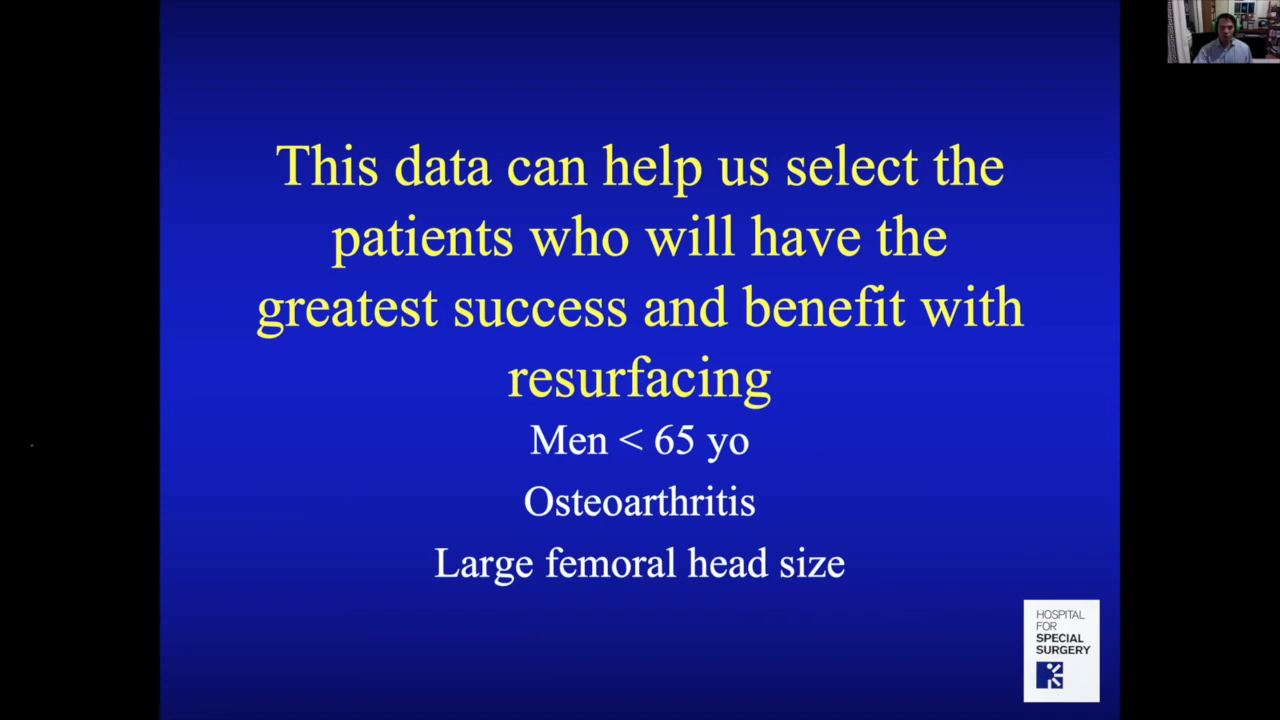 This data can help us select the
patients who will have the
greatest success and benefit with
resurfacing
Men < 65 yo
Osteoarthritis
Large femoral head size
HOSPITAL
FOR
SPECIAL
SURGERY